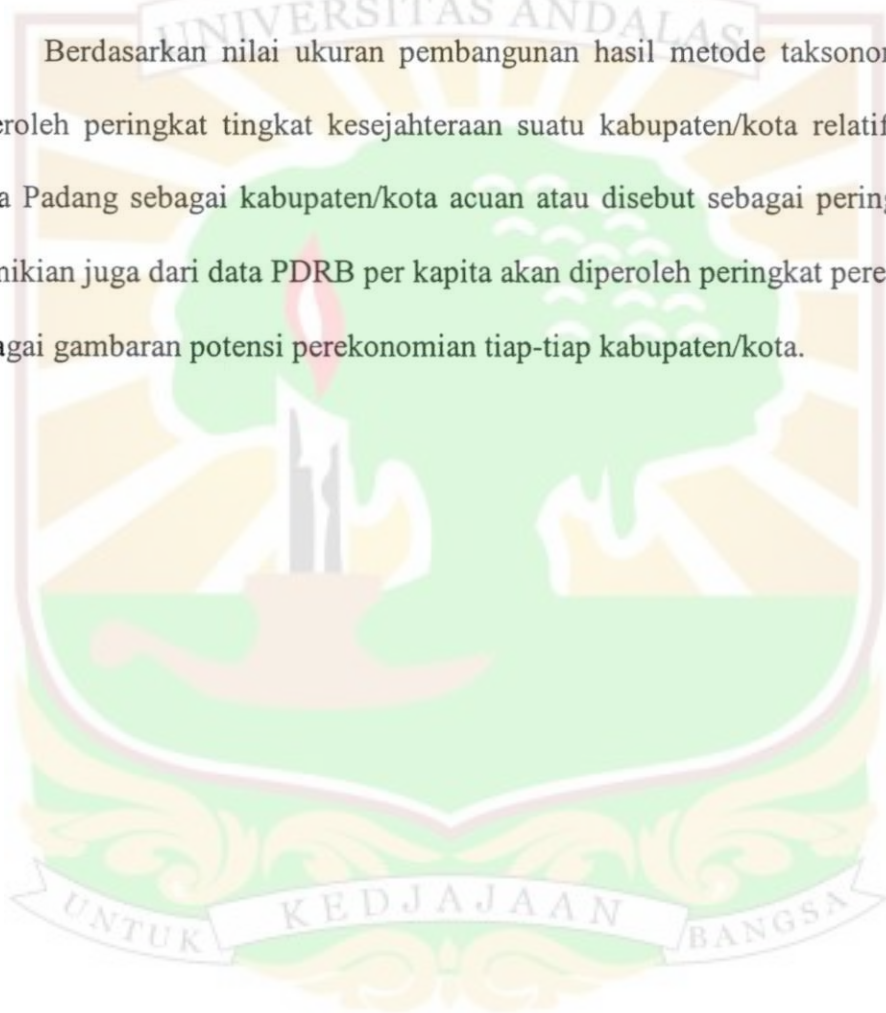 UNIVERSITAS ANDALAS
Berdasarkan nilai ukuran pembangunan hasil metode taksonor
eroleh peringkat tingkat kesejahteraan suatu kabupaten/kota relatif
a Padang sebagai kabupaten/kota acuan atau disebut sebagai pering
nikian juga dari data PDRB per kapita akan diperoleh peringkat pere
agai gambaran potensi perekonomian tiap-tiap kabupaten/kota.
UNTUK KEDJAJAAN BANGSA